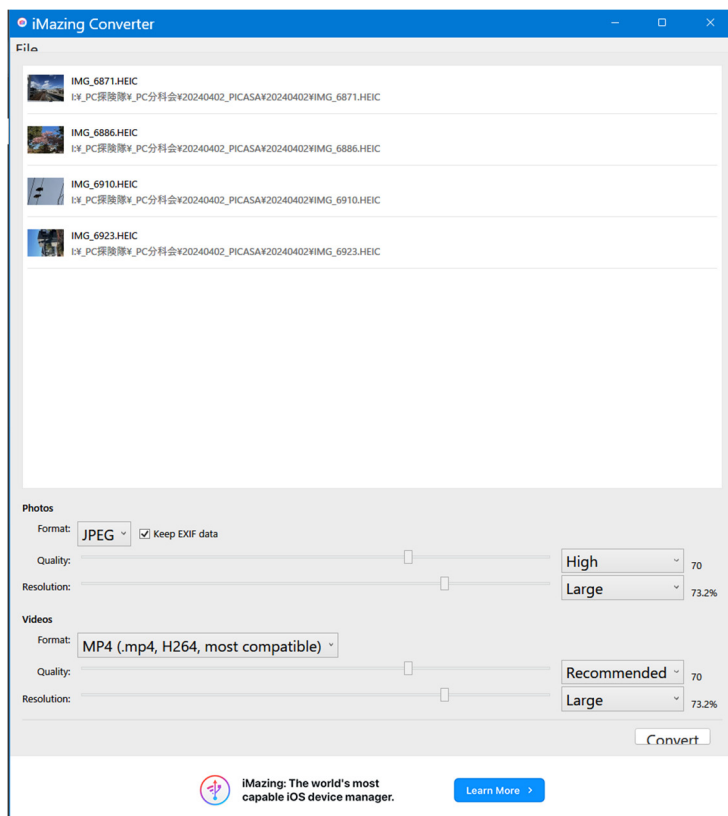 iMazing Converter
File
IMG_6871.HEIC
I:¥_PC探険隊¥_PC分科会¥20240402_PICASA¥20240402¥IMG_6871.HEIC
IMG_6886.HEIC
I:¥_PC探険隊¥_PC分科会¥20240402_PICASA¥20240402¥IMG_6886.HEIC
IMG_6910.HEIC
I:¥_PC探険隊¥_PC分科会¥20240402_PICASA¥20240402¥IMG_6910.HEIC
IMG_6923.HEIC
I:¥_PC探険隊¥_PC分科会¥20240402_PICASA¥20240402¥IMG_6923.HEIC
Photos
Format: JPEG Keep EXIF data
Quality: High 70
Resolution: Large 73.2%
Videos
Format: MP4 (.mp4, H264, most compatible)
Quality: Recommended 70
Resolution: Large 73.2%
Convert
iMazing: The world's most
capable iOS device manager.
Learn More